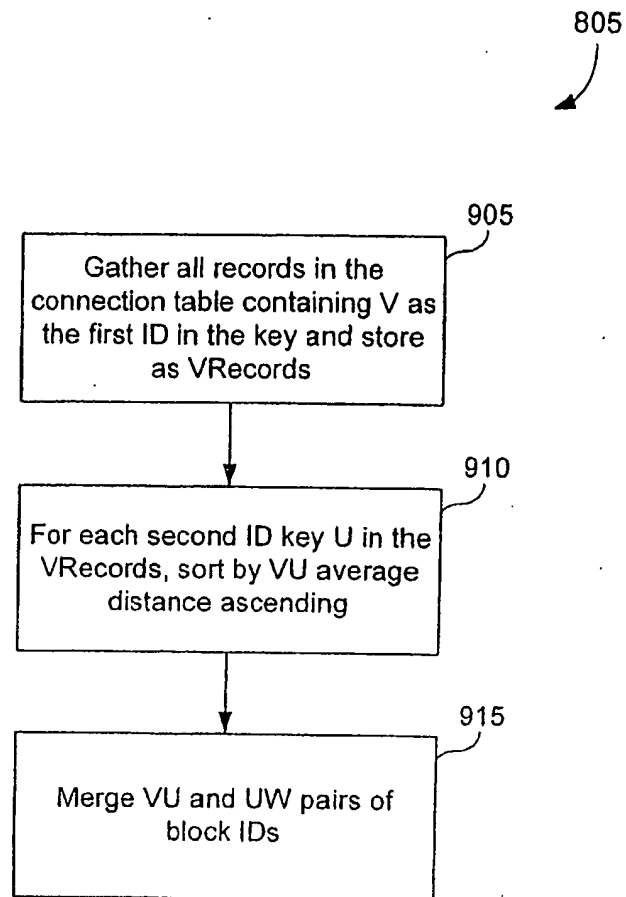 805
905
Gather all records in the
connection table containing V as
the first ID in the key and store
as VRecords
910
For each second ID key U in the
VRecords, sort by VU average
distance ascending
915
Merge VU and UW pairs of
block IDs